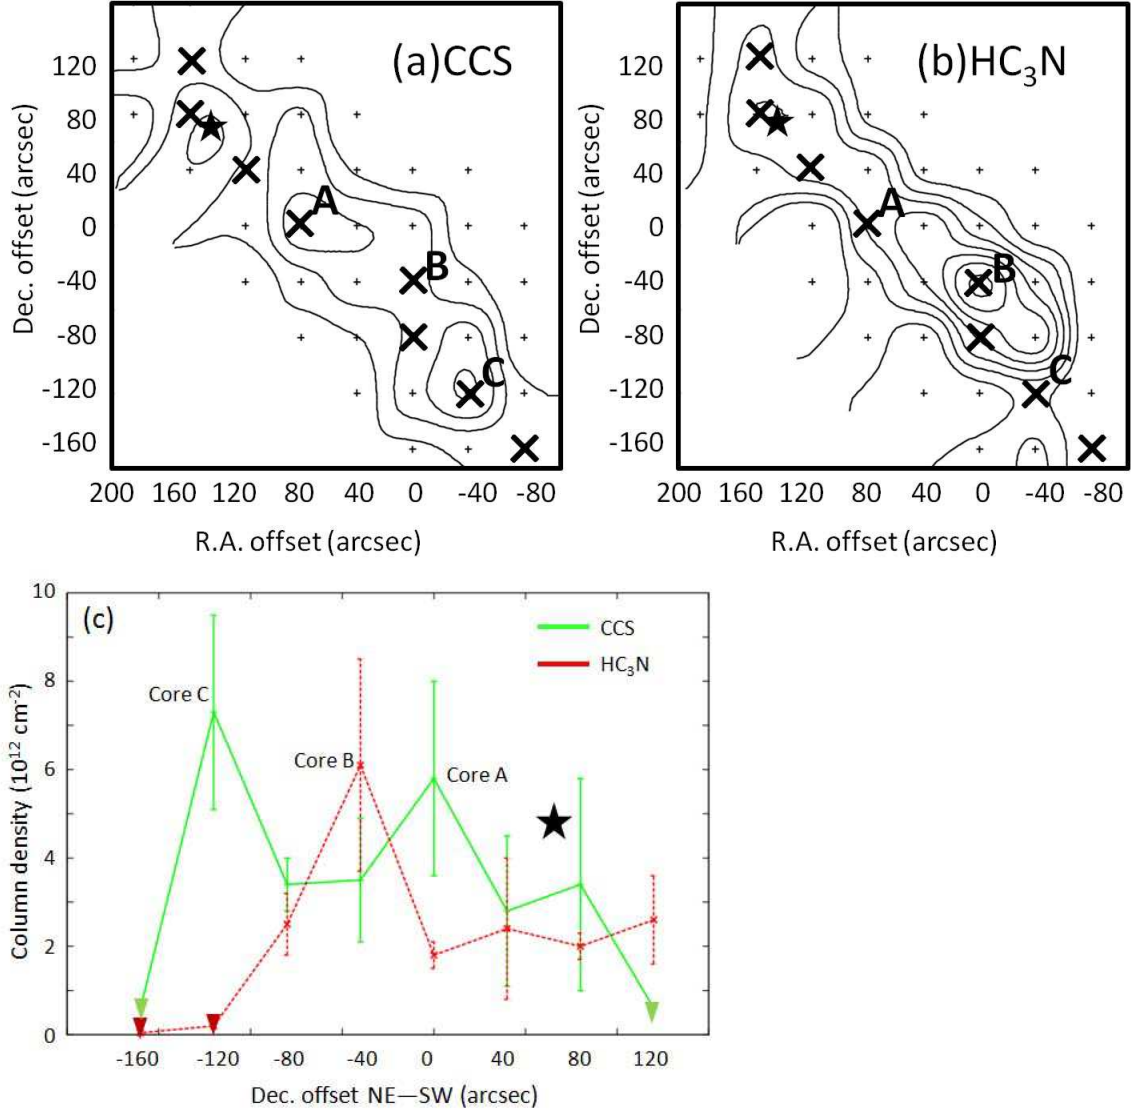 (a)CCS
120
80
40
0
-40
-80
-120
-160
Dec. offset (arcsec)
A
B
C
200 160 120 80 40 0 -40 -80
R.A. offset (arcsec)
(b)HC3N
120
80
40
0
-40
-80
-120
-160
Dec. offset (arcsec)
A
B
C
200 160 120 80 40 0 -40 -80
R.A. offset (arcsec)
(c)
CCS
HC3N
10
8
6
4
2
0
Column density (10^12 cm^-2)
Core C
Core B
Core A
-160 -120 -80 -40 0 40 80 120
Dec. offset NE—SW (arcsec)